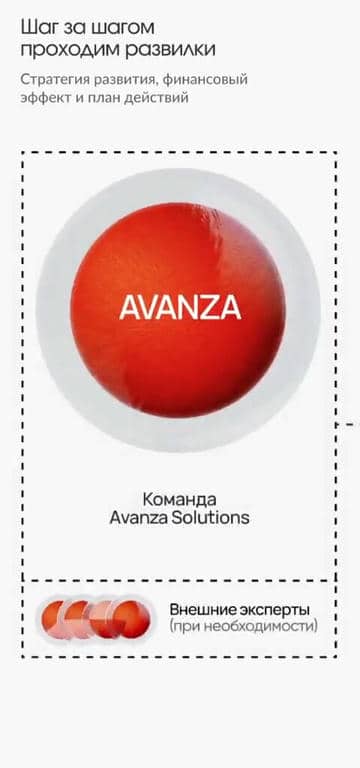 Шаг за шагом
проходим развилки
Стратегия развития, финансовый
эффект и план действий
AVANZA
Команда
Avanza Solutions
Внешние эксперты
(при необходимости)